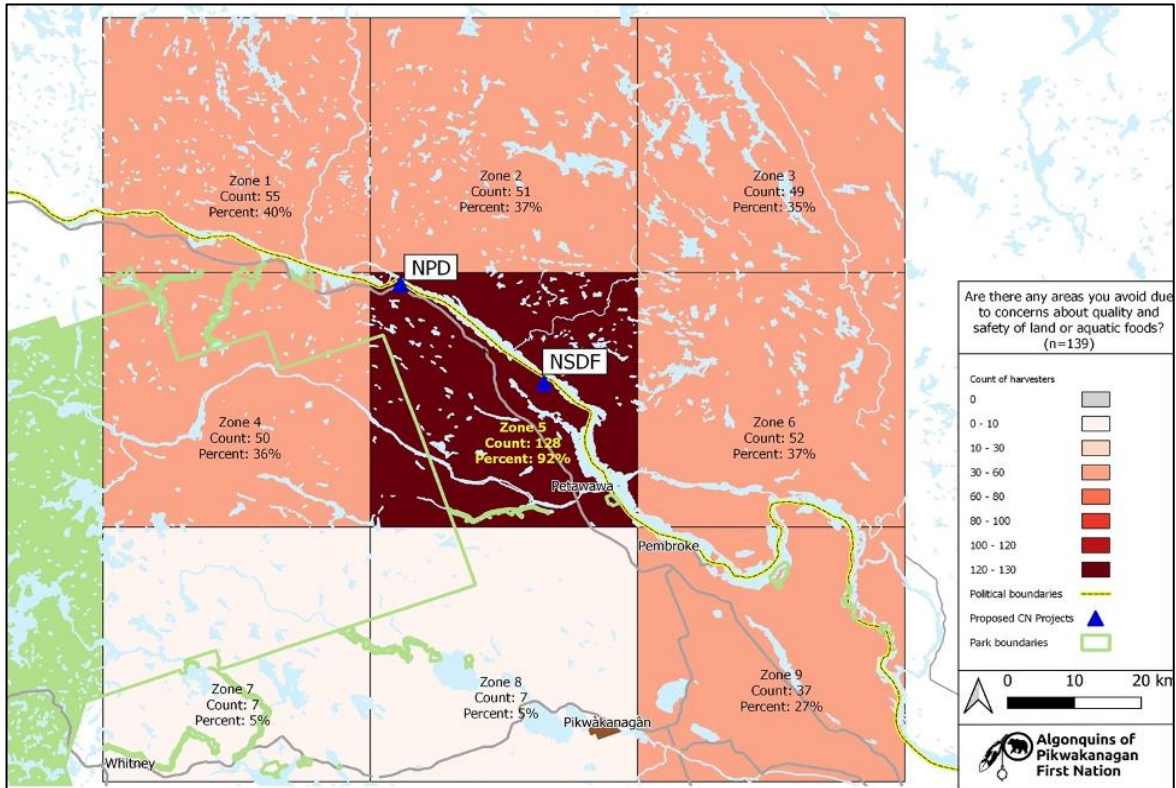 Zone 1
Count: 55
Percent: 40%
Zone 2
Count: 51
Percent: 37%
Zone 3
Count: 49
Percent: 35%
NPD
NSDF
Zone 4
Count: 50
Percent: 36%
Zone 5
Count: 128
Percent: 92%
Zone 6
Count: 52
Percent: 37%
Petawawa
Pembroke
Zone 7
Count: 7
Percent: 5%
Zone 8
Count: 7
Percent: 5%
Zone 9
Count: 37
Percent: 27%
Pikwàkanagàn
Whitney
Are there any areas you avoid due
to concerns about quality and
safety of land or aquatic foods?
(n=139)
Count of harvesters
0
0 - 10
10 - 30
30 - 60
60 - 80
80 - 100
100 - 120
120 - 130
Political boundaries
Proposed CN Projects
Park boundaries
0 10 20 km
Algonquins of
Pikwakanagan
First Nation